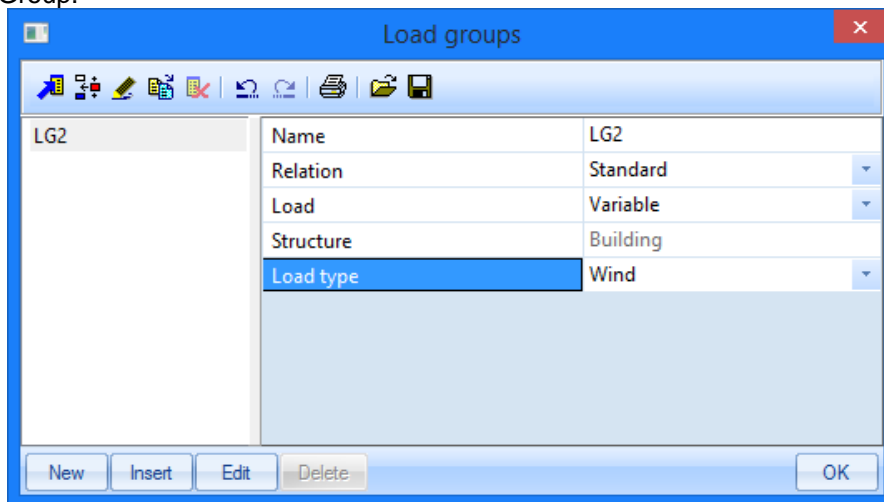 Group.
Load groups
LG2
Name LG2
Relation Standard
Load Variable
Structure Building
Load type Wind
New Insert Edit Delete OK